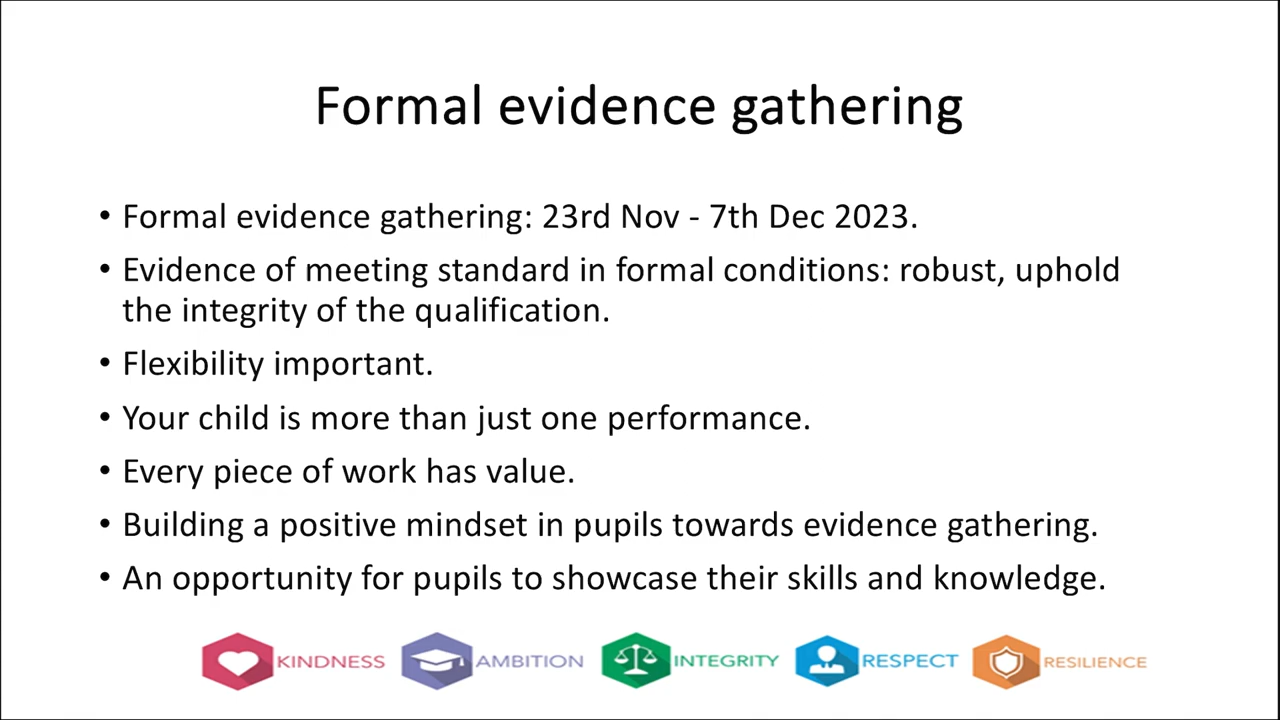 Formal evidence gathering
• Formal evidence gathering: 23rd Nov - 7th Dec 2023.
• Evidence of meeting standard in formal conditions: robust, uphold
the integrity of the qualification.
• Flexibility important.
• Your child is more than just one performance.
• Every piece of work has value.
• Building a positive mindset in pupils towards evidence gathering.
• An opportunity for pupils to showcase their skills and knowledge.
KINDNESS AMBITION INTEGRITY RESPECT RESILIENCE